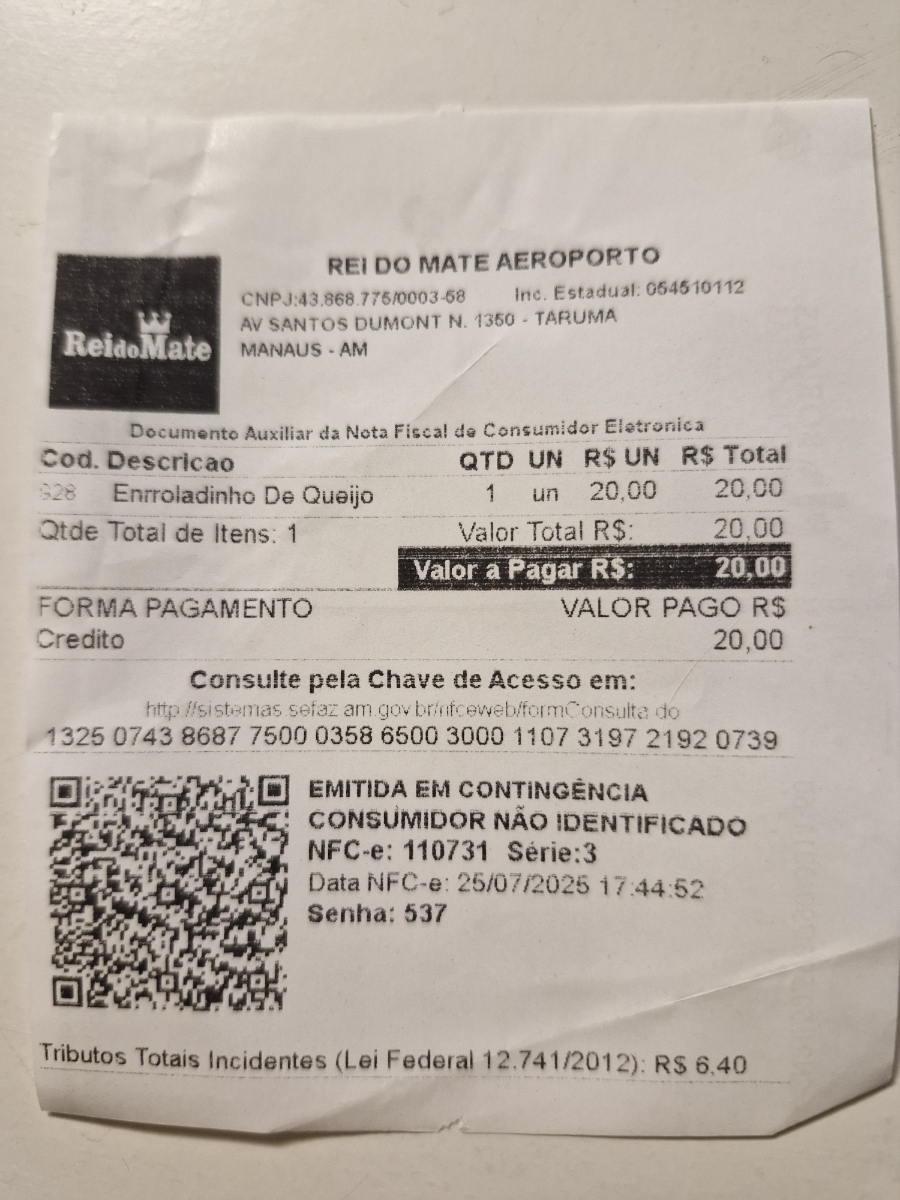 REI DO MATE AEROPORTO
ReidoMate
CNPJ:43.868.775/0003-58 Inc. Estadual: 054510112
AV SANTOS DUMONT N. 1350 - TARUMA
MANAUS - AM
Documento Auxiliar da Nota Fiscal de Consumidor Eletronica
Cod. Descricao QTD UN R$ UN R$ Total
928 Enrroladinho De Queijo 1 un 20,00 20,00
Qtde Total de Itens: 1 Valor Total R$: 20,00
Valor a Pagar R$: 20,00
FORMA PAGAMENTO VALOR PAGO R$
Credito 20,00
Consulte pela Chave de Acesso em:
http://sistemas.sefaz.am.gov.br/nfceweb/formConsulta.do
1325 0743 8687 7500 0358 6500 3000 1107 3197 2192 0739
EMITIDA EM CONTINGÊNCIA
CONSUMIDOR NÃO IDENTIFICADO
NFC-e: 110731 Série:3
Data NFC-e: 25/07/2025 17:44:52
Senha: 537
Tributos Totais Incidentes (Lei Federal 12.741/2012): R$ 6,40